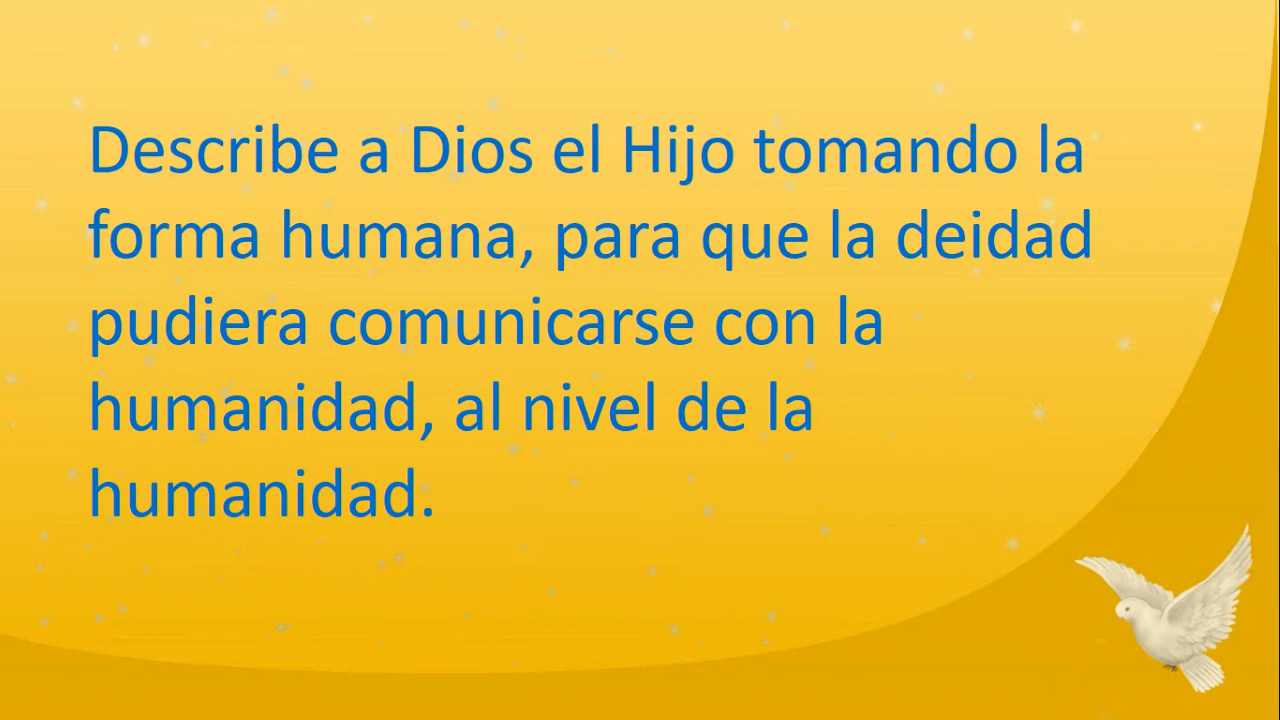 Describe a Dios el Hijo tomando la
forma humana, para que la deidad
pudiera comunicarse con la
humanidad, al nivel de la
humanidad.